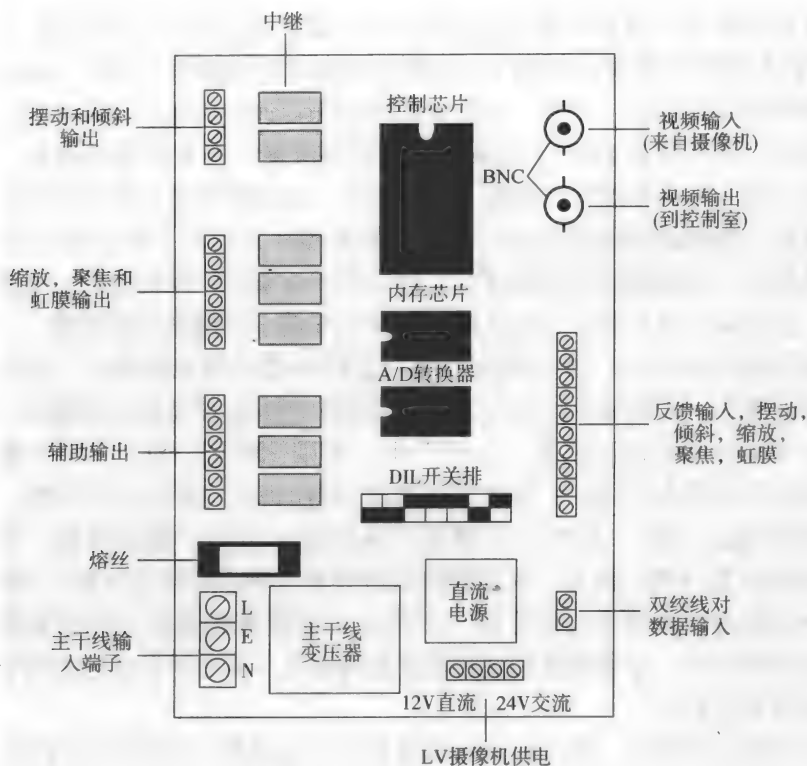 中继
摆动和倾斜
输出
控制芯片
视频输入
(来自摄像机)
BNC
视频输出
(到控制室)
缩放，聚焦和
虹膜输出
内存芯片
A/D转换器
反馈输入，摆动，
倾斜，缩放，
聚焦，虹膜
辅助输出
DIL开关排
熔丝
直流
电源
L
E
N
主干线输
入端子
主干线
变压器
双绞线对
数据输入
12V直流
24V交流
LV摄像机供电